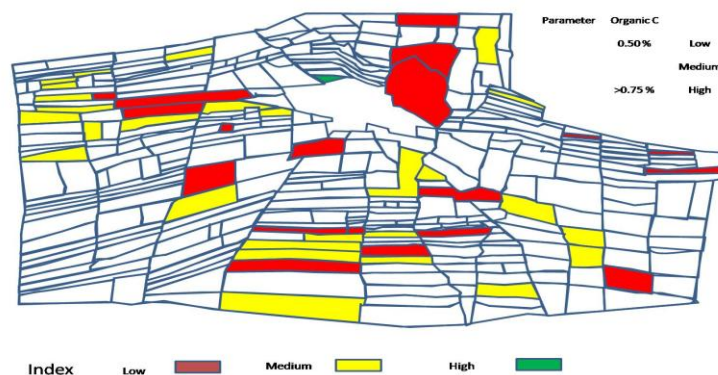 Parameter Organic C
0.50 % Low
Medium
>0.75 % High
Index Low Medium High